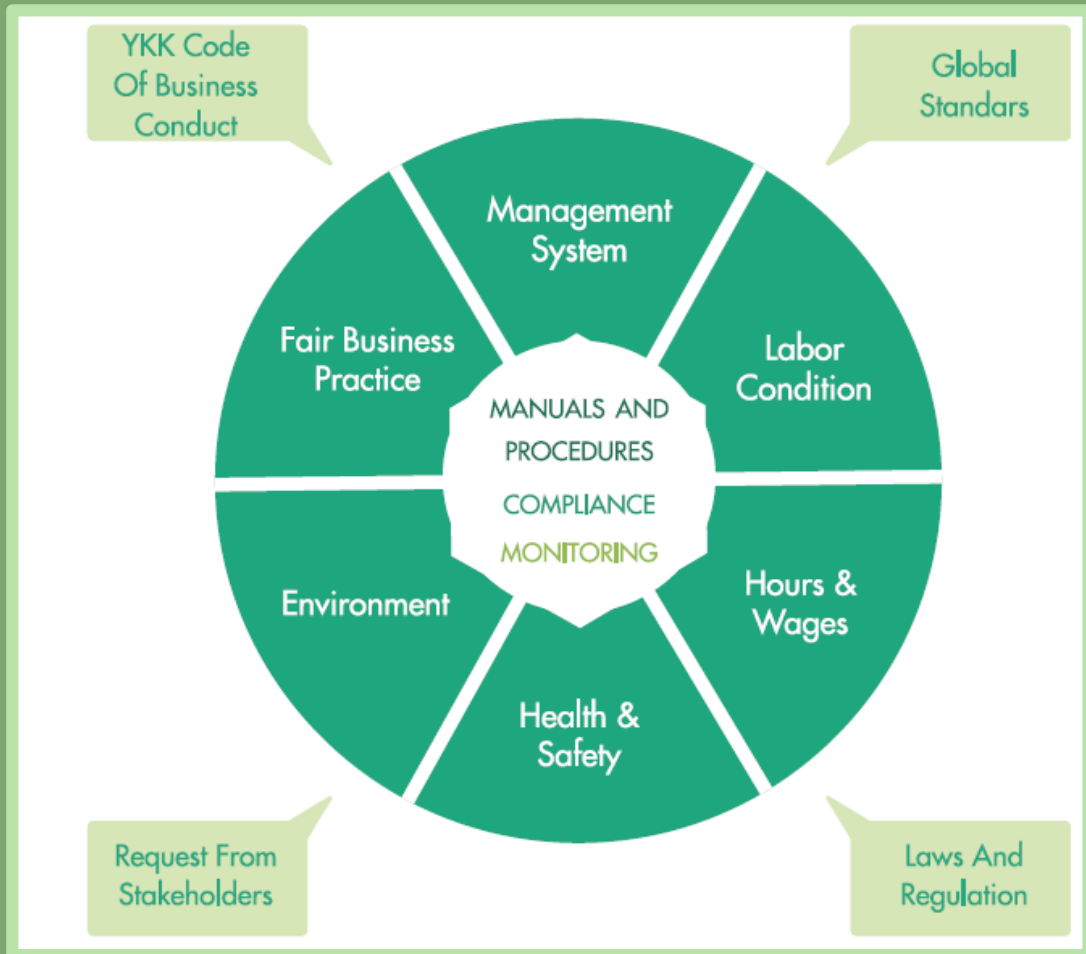 YKK Code
Of Business
Conduct
Global
Standars
Management
System
Fair Business
Practice
Labor
Condition
MANUALS AND
PROCEDURES
COMPLIANCE
MONITORING
Environment
Hours &
Wages
Health &
Safety
Request From
Stakeholders
Laws And
Regulation